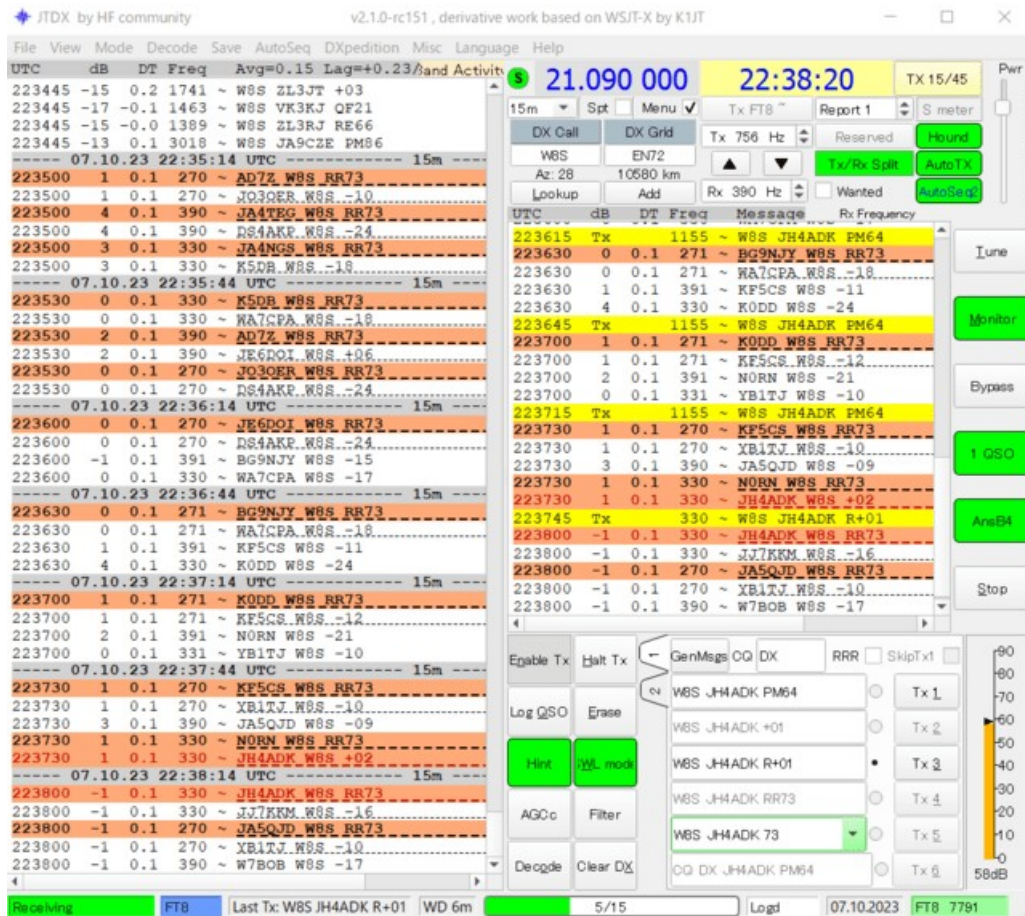 JTDX by HF community v2.1.0-rc151 , derivative work based on WSJT-X by K1JT
File View Mode Decode Save AutoSeq DXpedition Misc Language Help
UTC dB DT Freq Avg=0.15 Lag=+0.23/
223445 -15 0.2 1741 ~ W8S ZL3JT +03
223445 -17 -0.1 1463 ~ W8S VK3KJ QF21
223445 -15 -0.0 1389 ~ W8S ZL3RJ RE66
223445 -13 0.1 3018 ~ W8S JA9CZE PM86
----- 07.10.23 22:35:14 UTC ------------ 15m ----
223500 1 0.1 270 ~ AD7Z W8S RR73
223500 1 0.1 270 ~ JO3OER W8S -10
223500 4 0.1 390 ~ JA4TEG W8S RR73
223500 4 0.1 390 ~ DS4AKP W8S -24
223500 3 0.1 330 ~ JA4NGS W8S RR73
223500 3 0.1 330 ~ K5DB W8S -18
----- 07.10.23 22:35:44 UTC ------------ 15m ----
223530 0 0.1 330 ~ K5DB W8S RR73
223530 0 0.1 330 ~ WA7CPA W8S -18
223530 2 0.1 390 ~ AD7Z W8S RR73
223530 2 0.1 390 ~ JE6DOI W8S +06
223530 0 0.1 270 ~ JO3OER W8S RR73
223530 0 0.1 270 ~ DS4AKP W8S -24
----- 07.10.23 22:36:14 UTC ------------ 15m ----
223600 0 0.1 270 ~ JE6DOI W8S RR73
223600 0 0.1 270 ~ DS4AKP W8S -24
223600 -1 0.1 391 ~ BG9NJY W8S -15
223600 0 0.1 330 ~ WA7CPA W8S -17
----- 07.10.23 22:36:44 UTC ------------ 15m ----
223630 0 0.1 271 ~ BG9NJY W8S RR73
223630 0 0.1 271 ~ WA7CPA W8S -18
223630 1 0.1 391 ~ KF5CS W8S -11
223630 4 0.1 330 ~ K0DD W8S -24
----- 07.10.23 22:37:14 UTC ------------ 15m ----
223700 1 0.1 271 ~ K0DD W8S RR73
223700 1 0.1 271 ~ KF5CS W8S -12
223700 2 0.1 391 ~ N0RN W8S -21
223700 0 0.1 331 ~ YB1TJ W8S -10
----- 07.10.23 22:37:44 UTC ------------ 15m ----
223730 1 0.1 270 ~ KF5CS W8S RR73
223730 1 0.1 270 ~ YB1TJ W8S -10
223730 3 0.1 390 ~ JA5QJD W8S -09
223730 1 0.1 330 ~ N0RN W8S RR73
223730 1 0.1 330 ~ JH4ADK W8S +02
----- 07.10.23 22:38:14 UTC ------------ 15m ----
223800 -1 0.1 330 ~ JH4ADK W8S RR73
223800 -1 0.1 330 ~ JJ7KKM W8S -16
223800 -1 0.1 270 ~ JA5QJD W8S RR73
223800 -1 0.1 270 ~ YB1TJ W8S -10
223800 -1 0.1 390 ~ W7BOB W8S -17
S 21.090 000 22:38:20 TX 15/45 Pwr
15m Spt Menu Tx FT8 ~ Report 1 S meter
DX Call DX Grid Tx 756 Hz Reserved Hound
W8S EN72 Tx/Rx Split AutoTX
Az: 28 10580 km
Lookup Add Rx 390 Hz Wanted AutoSeq2
UTC dB DT Freq Message Rx Frequency
223615 Tx 1155 ~ W8S JH4ADK PM64
223630 0 0.1 271 ~ BG9NJY W8S RR73
223630 0 0.1 271 ~ WA7CPA W8S -18
223630 1 0.1 391 ~ KF5CS W8S -11
223630 4 0.1 330 ~ K0DD W8S -24
223645 Tx 1155 ~ W8S JH4ADK PM64
223700 1 0.1 271 ~ K0DD W8S RR73
223700 1 0.1 271 ~ KF5CS W8S -12
223700 2 0.1 391 ~ N0RN W8S -21
223700 0 0.1 331 ~ YB1TJ W8S -10
223715 Tx 1155 ~ W8S JH4ADK PM64
223730 1 0.1 270 ~ KF5CS W8S RR73
223730 1 0.1 270 ~ YB1TJ W8S -10
223730 3 0.1 390 ~ JA5QJD W8S -09
223730 1 0.1 330 ~ N0RN W8S RR73
223730 1 0.1 330 ~ JH4ADK W8S +02
223745 Tx 330 ~ W8S JH4ADK R+01
223800 -1 0.1 330 ~ JH4ADK W8S RR73
223800 -1 0.1 330 ~ JJ7KKM W8S -16
223800 -1 0.1 270 ~ JA5QJD W8S RR73
223800 -1 0.1 270 ~ YB1TJ W8S -10
223800 -1 0.1 390 ~ W7BOB W8S -17
Tune
Monitor
Bypass
1 QSO
AnsB4
Stop
Enable Tx Halt Tx
Log QSO Erase
Hint SWL mode
AGCc Filter
Decode Clear DX
1 GenMsgs CQ DX RRR SkipTx1
2 W8S JH4ADK PM64 Tx 1
W8S JH4ADK +01 Tx 2
W8S JH4ADK R+01 Tx 3
W8S JH4ADK RR73 Tx 4
W8S JH4ADK 73 Tx 5
CQ DX JH4ADK PM64 Tx 6
90
80
70
60
50
40
30
20
10
0
58dB
Receiving FT8 Last Tx: W8S JH4ADK R+01 WD 6m 5/15 Logd 07.10.2023 FT8 7791